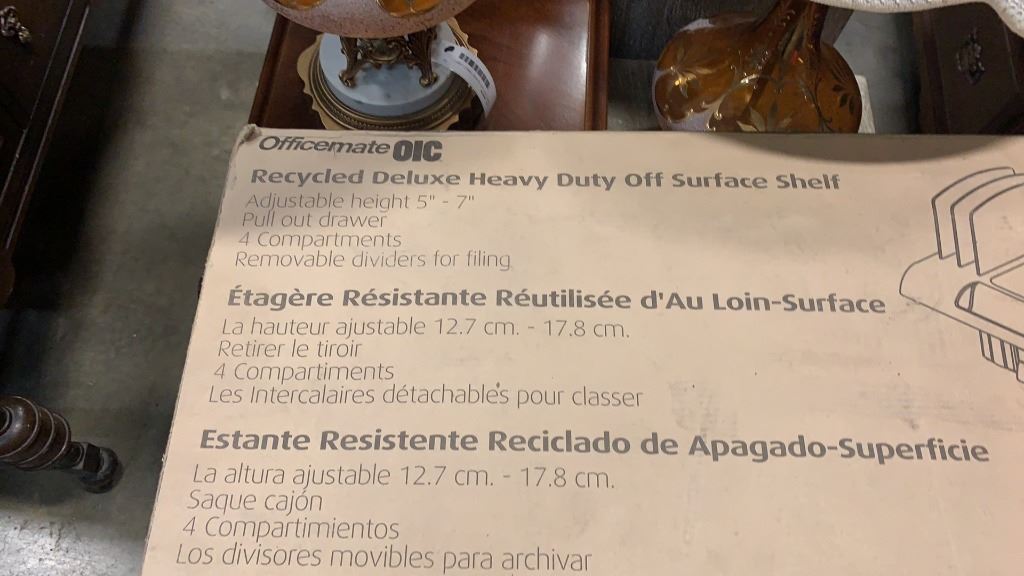 Officemate OIC
Recycled Deluxe Heavy Duty Off Surface Shelf
Adjustable height 5" - 7"
Pull out drawer
4 Compartments
Removable dividers for filing
Étagère Résistante Réutilisée d'Au Loin-Surface
La hauteur ajustable 12.7 cm. - 17.8 cm.
Retirer le tiroir
4 Compartiments
Les Intercalaires détachables pour classer
Estante Resistente Reciclado de Apagado-Superficie
La altura ajustable 12.7 cm. - 17.8 cm.
Saque cajón
4 Compartimientos
Los divisores movibles para archivar